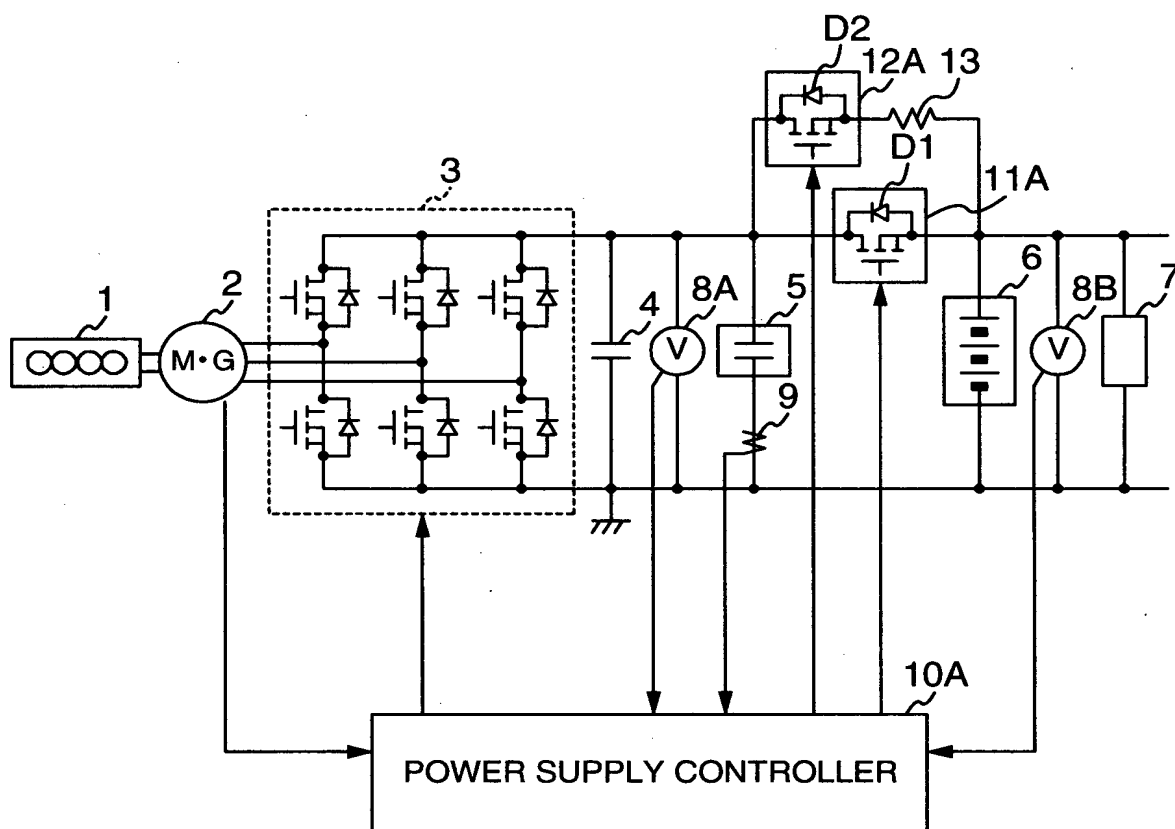 D2
12A
13
D1
11A
3
1
2
M·G
4
8A
V
5
9
6
8B
V
7
10A
POWER SUPPLY CONTROLLER